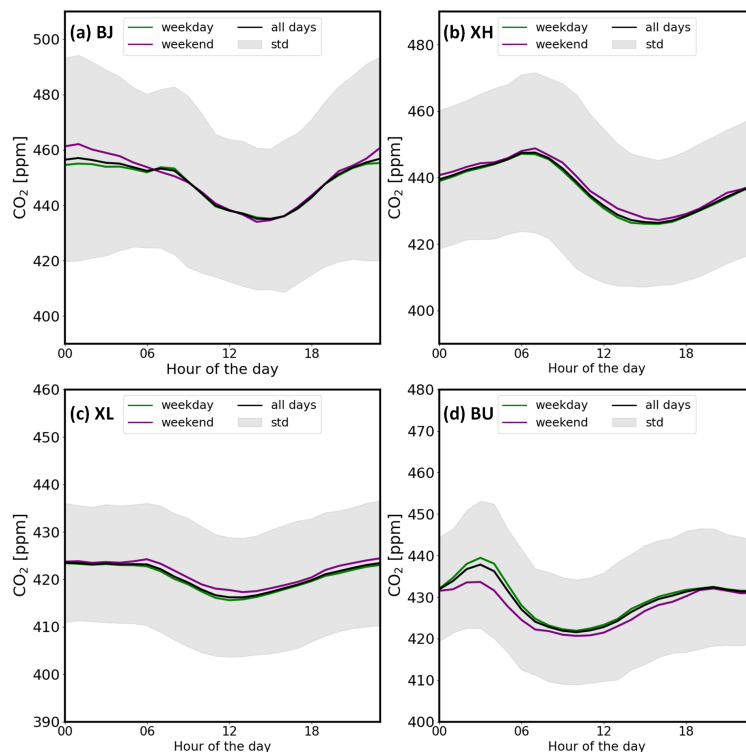 (a) BJ
weekday
all days
weekend
std
510
500
480
460
440
420
400
CO₂ [ppm]
00
06
12
18
Hour of the day
(b) XH
weekday
all days
weekend
std
480
460
440
420
400
CO₂ [ppm]
00
06
12
18
Hour of the day
(c) XL
weekday
all days
weekend
std
460
450
440
430
420
410
400
390
CO₂ [ppm]
00
06
12
18
Hour of the day
(d) BU
weekday
all days
weekend
std
480
470
460
450
440
430
420
410
400
CO₂ [ppm]
00
06
12
18
Hour of the day